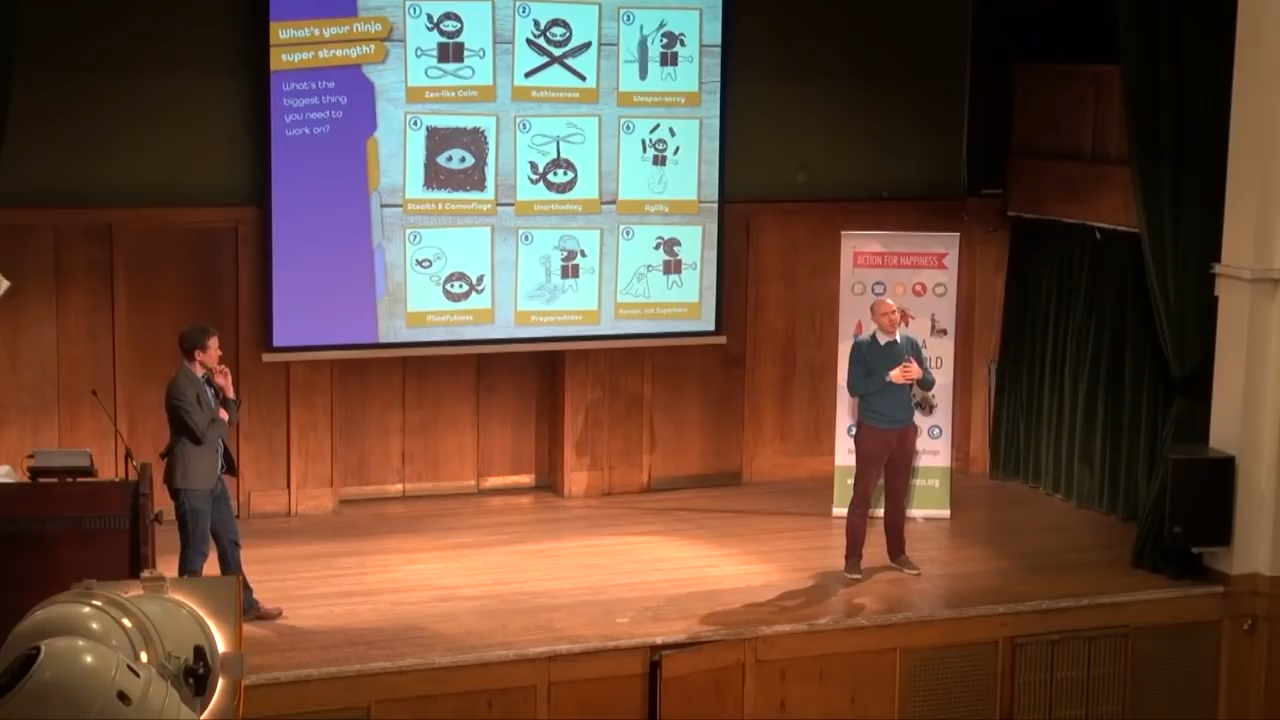 What's your Ninja
super strength?
What's the
biggest thing
you need to
work on?
1
Zen-like Calm
2
Ruthlessness
3
Weapon-savvy
4
Stealth & Camouflage
5
Unorthodoxy
6
Agility
7
Mindfulness
8
Preparedness
9
Human, not Superhero
ACTION FOR HAPPINESS